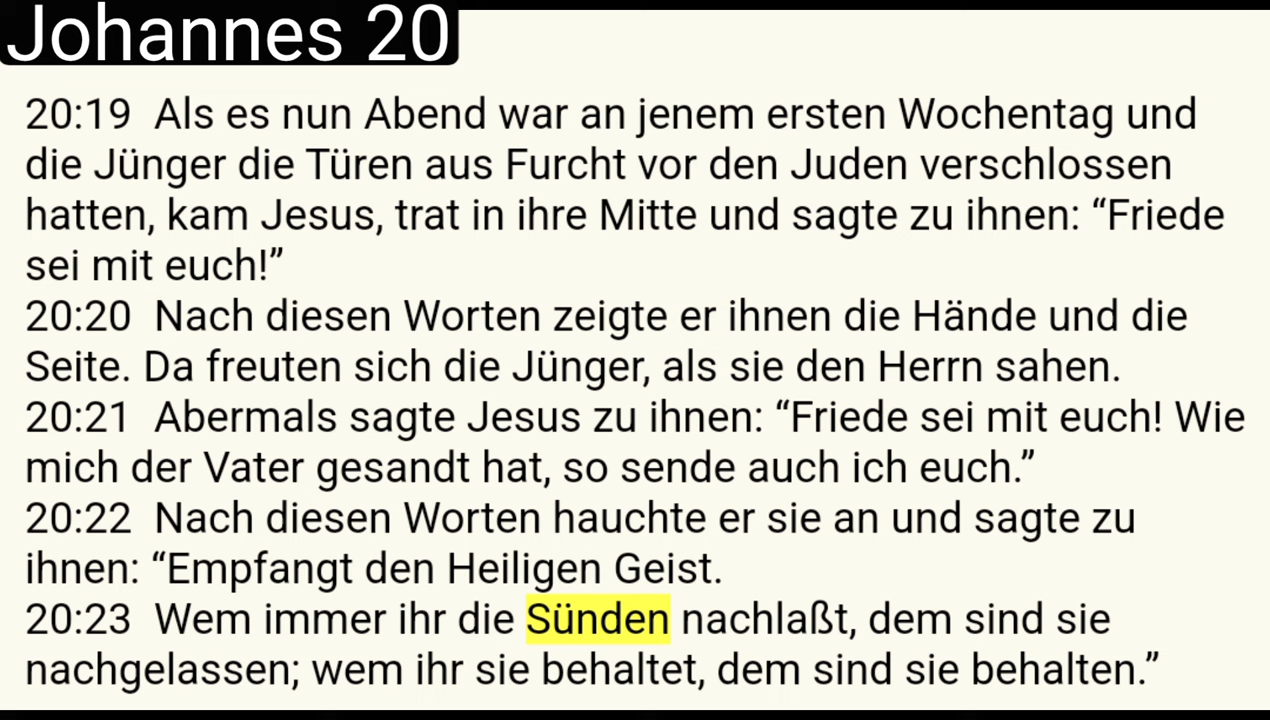 Johannes 20
20:19 Als es nun Abend war an jenem ersten Wochentag und
die Jünger die Türen aus Furcht vor den Juden verschlossen
hatten, kam Jesus, trat in ihre Mitte und sagte zu ihnen: “Friede
sei mit euch!”
20:20 Nach diesen Worten zeigte er ihnen die Hände und die
Seite. Da freuten sich die Jünger, als sie den Herrn sahen.
20:21 Abermals sagte Jesus zu ihnen: “Friede sei mit euch! Wie
mich der Vater gesandt hat, so sende auch ich euch.”
20:22 Nach diesen Worten hauchte er sie an und sagte zu
ihnen: “Empfangt den Heiligen Geist.
20:23 Wem immer ihr die Sünden nachlaßt, dem sind sie
nachgelassen; wem ihr sie behaltet, dem sind sie behalten.”